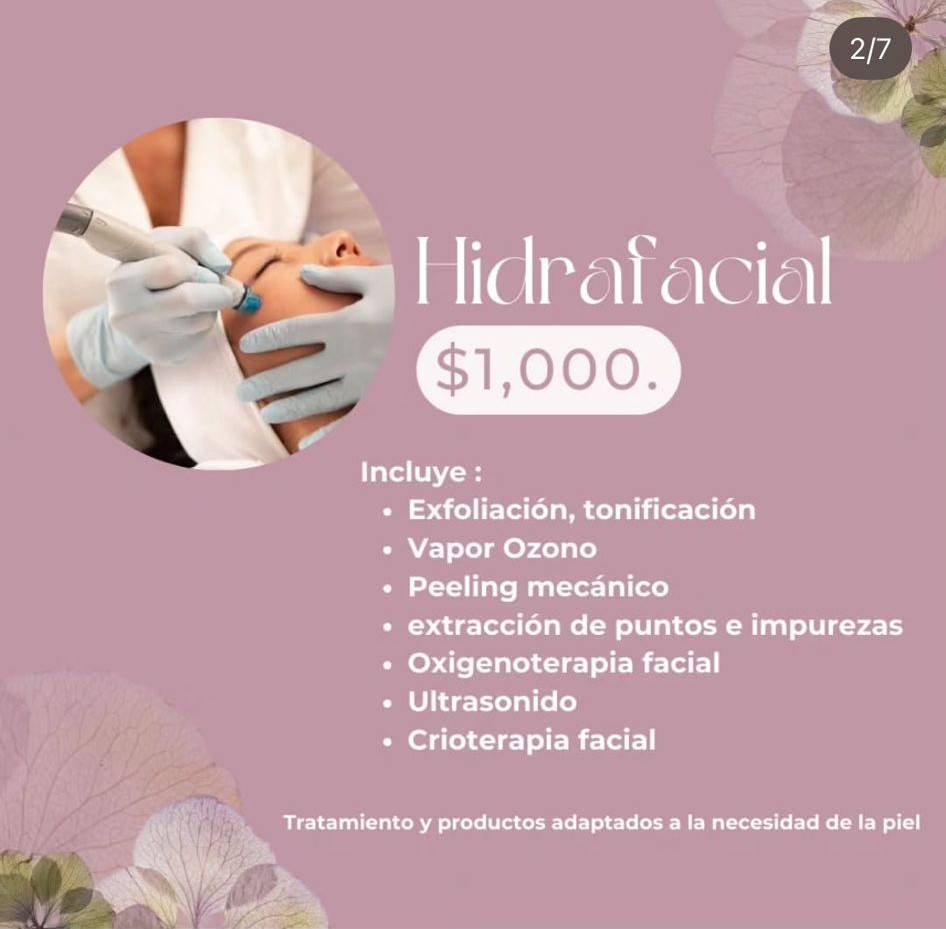 2/7
Hidrafacial
$1,000.
Incluye :
• Exfoliación, tonificación
• Vapor Ozono
• Peeling mecánico
• extracción de puntos e impurezas
• Oxigenoterapia facial
• Ultrasonido
• Crioterapia facial
Tratamiento y productos adaptados a la necesidad de la piel